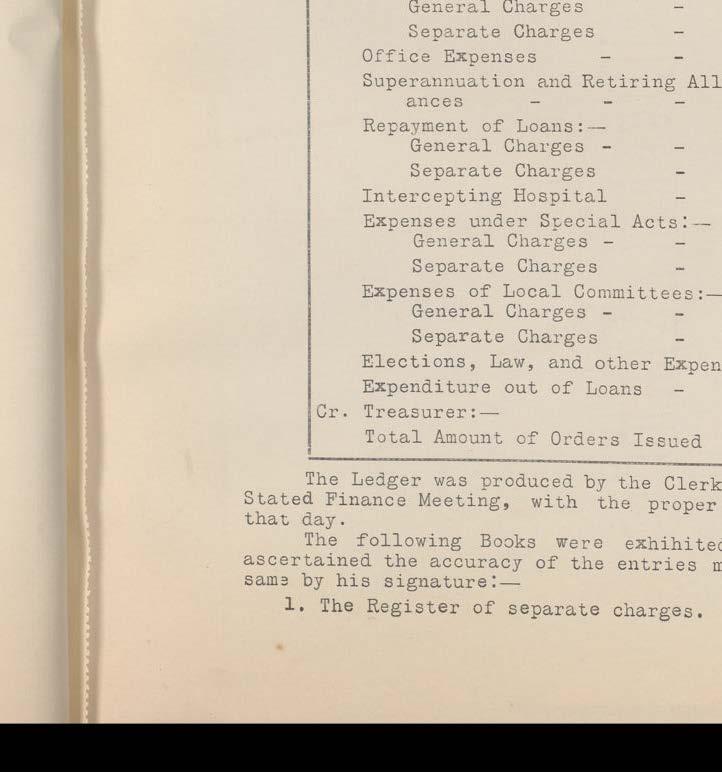 General Charges -
Separate Charges -
Office Expenses - -
Superannuation and Retiring All
ances - - -
Repayment of Loans:—
General Charges - -
Separate Charges -
Intercepting Hospital -
Expenses under Special Acts:—
General Charges - -
Separate Charges -
Expenses of Local Committees:—
General Charges - -
Separate Charges -
Elections, Law, and other Expen
Expenditure out of Loans -
Cr. Treasurer:—
Total Amount of Orders Issued
The Ledger was produced by the Clerk
Stated Finance Meeting, with the proper
that day.
The following Books were exhibited
ascertained the accuracy of the entries m
same by his signature:—
1. The Register of separate charges.